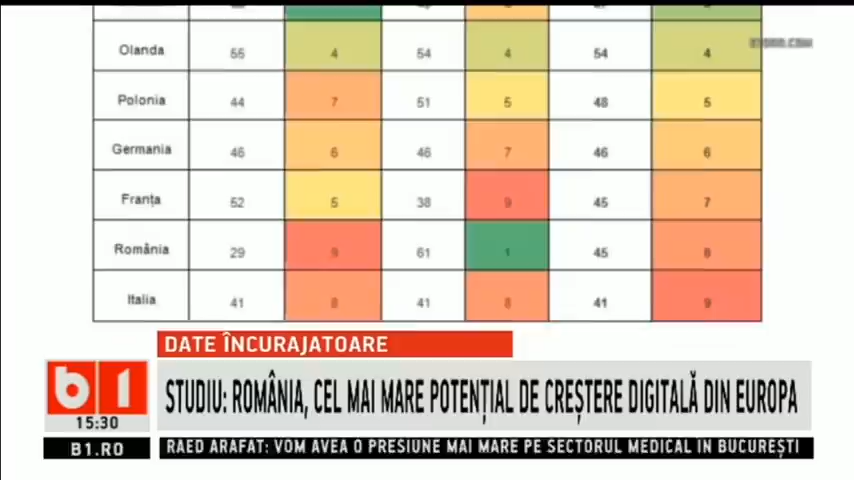 Olanda 55 4 54 4 54 4
Polonia 44 7 51 5 48 5
Germania 46 6 46 7 46 6
Franța 52 5 38 9 45 7
România 29 9 61 1 45 8
Italia 41 8 41 8 41 9
DATE ÎNCURAJATOARE
b1
STUDIU: ROMÂNIA, CEL MAI MARE POTENȚIAL DE CREȘTERE DIGITALĂ DIN EUROPA
15:30
B1.RO
RAED ARAFAT: VOM AVEA O PRESIUNE MAI MARE PE SECTORUL MEDICAL IN BUCUREȘTI